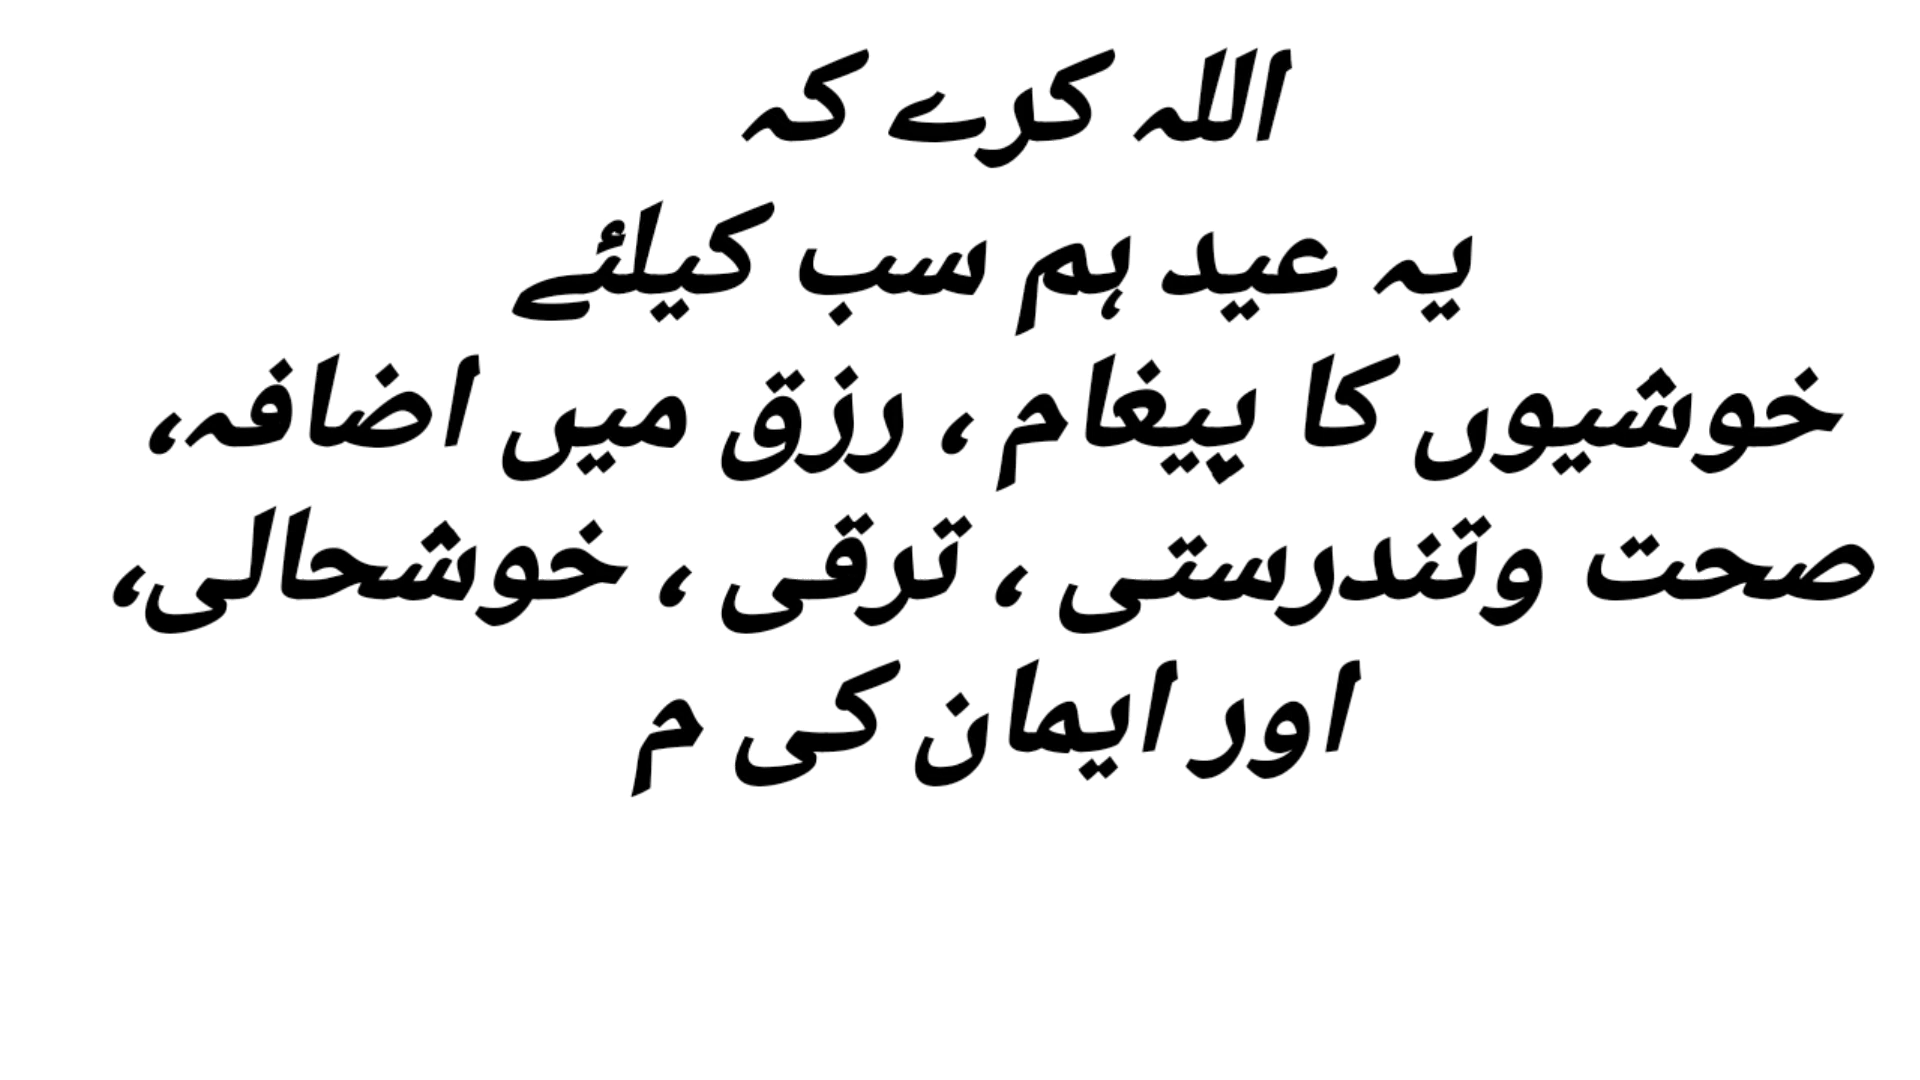 اللہ کرے کہ
یہ عید ہم سب کیلئے
خوشیوں کا پیغام ، رزق میں اضافہ،
صحت وتندرستی ، ترقی ، خوشحالی،
اور ایمان کی م